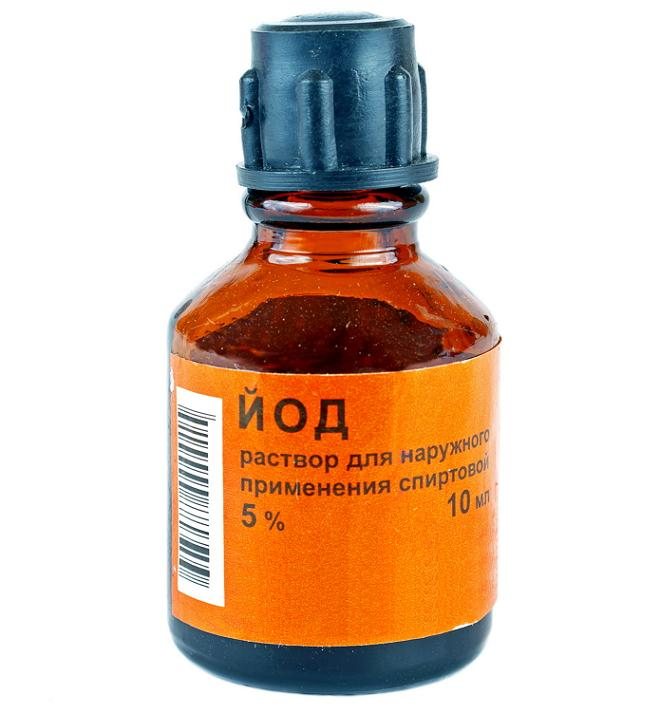 ЙОД
раствор для наружного
применения спиртовой
5 % 10 мл